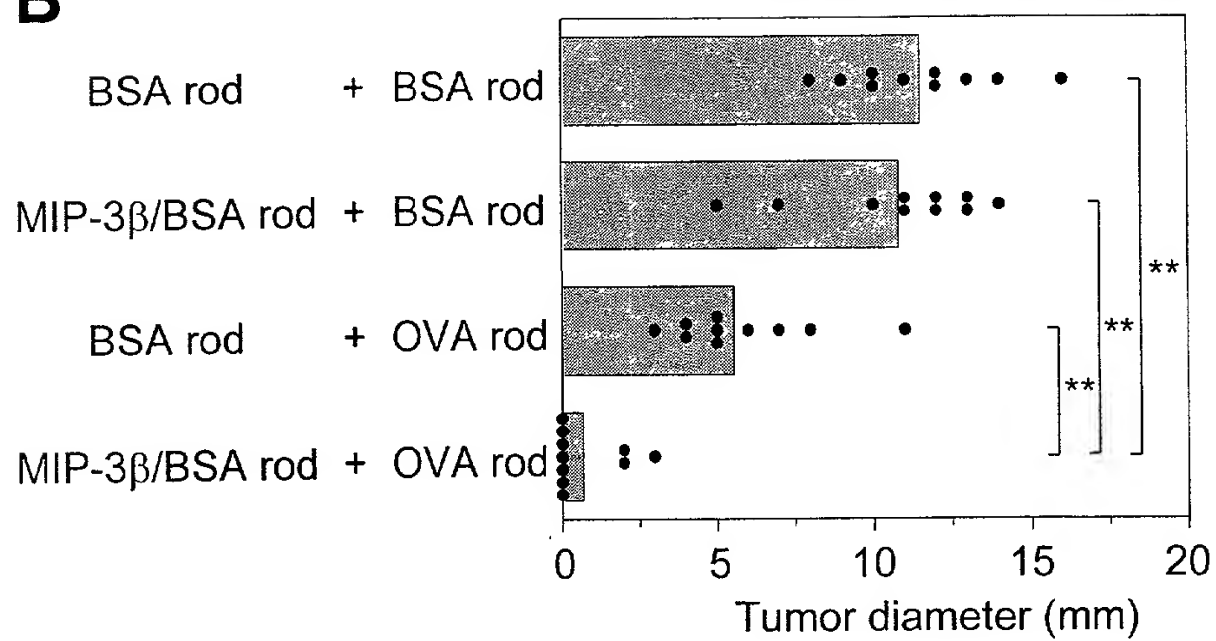 B
BSA rod + BSA rod
MIP-3β/BSA rod + BSA rod
**
BSA rod + OVA rod
**
**
MIP-3β/BSA rod + OVA rod
0 5 10 15 20
Tumor diameter (mm)